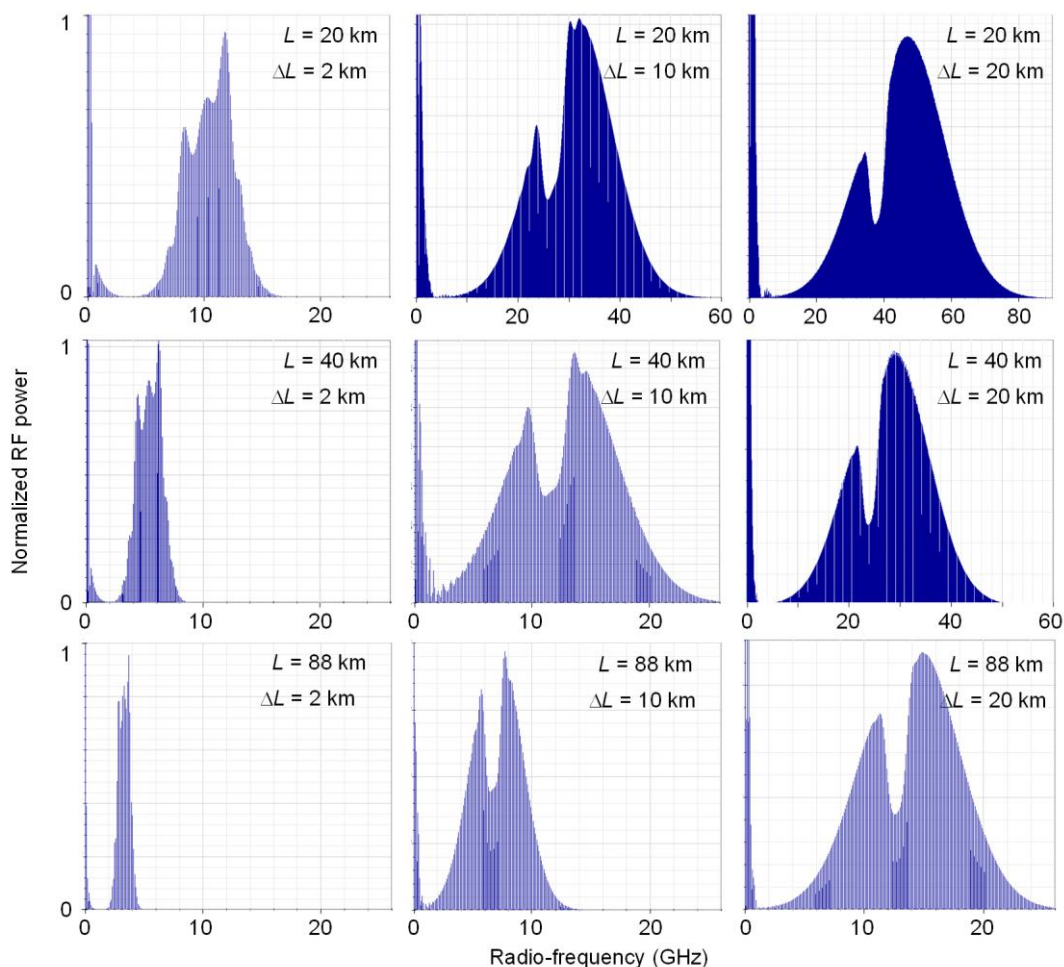 1
L = 20 km
ΔL = 2 km
0
0 10 20
L = 20 km
ΔL = 10 km
0 20 40 60
L = 20 km
ΔL = 20 km
0 20 40 60 80
Normalized RF power
1
L = 40 km
ΔL = 2 km
0
0 10 20
L = 40 km
ΔL = 10 km
0 10 20
L = 40 km
ΔL = 20 km
0 20 40 60
1
L = 88 km
ΔL = 2 km
0
0 10 20
L = 88 km
ΔL = 10 km
0 10 20
L = 88 km
ΔL = 20 km
0 10 20
Radio-frequency (GHz)